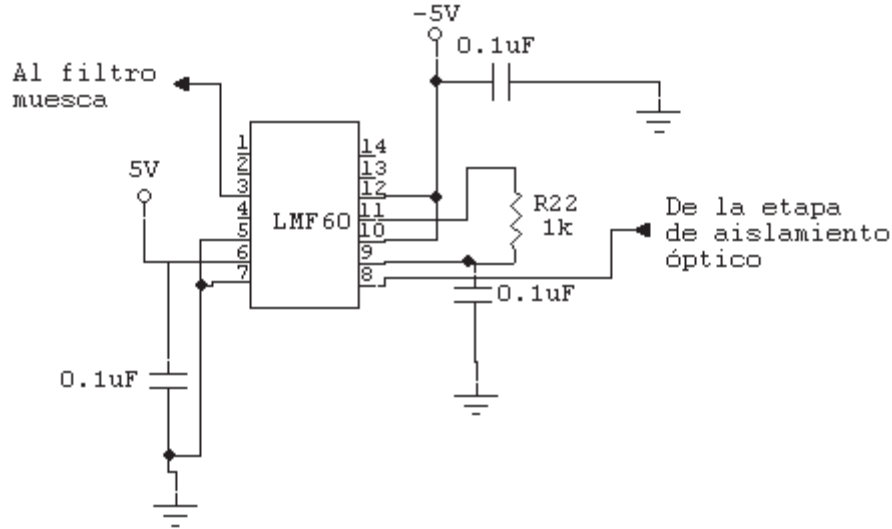 -5V
0.1uF
Al filtro
muesca
5V
1
2
3
4
5
6
7
LMF60
14
13
12
11
10
9
8
R22
1k
De la etapa
de aislamiento
óptico
0.1uF
0.1uF